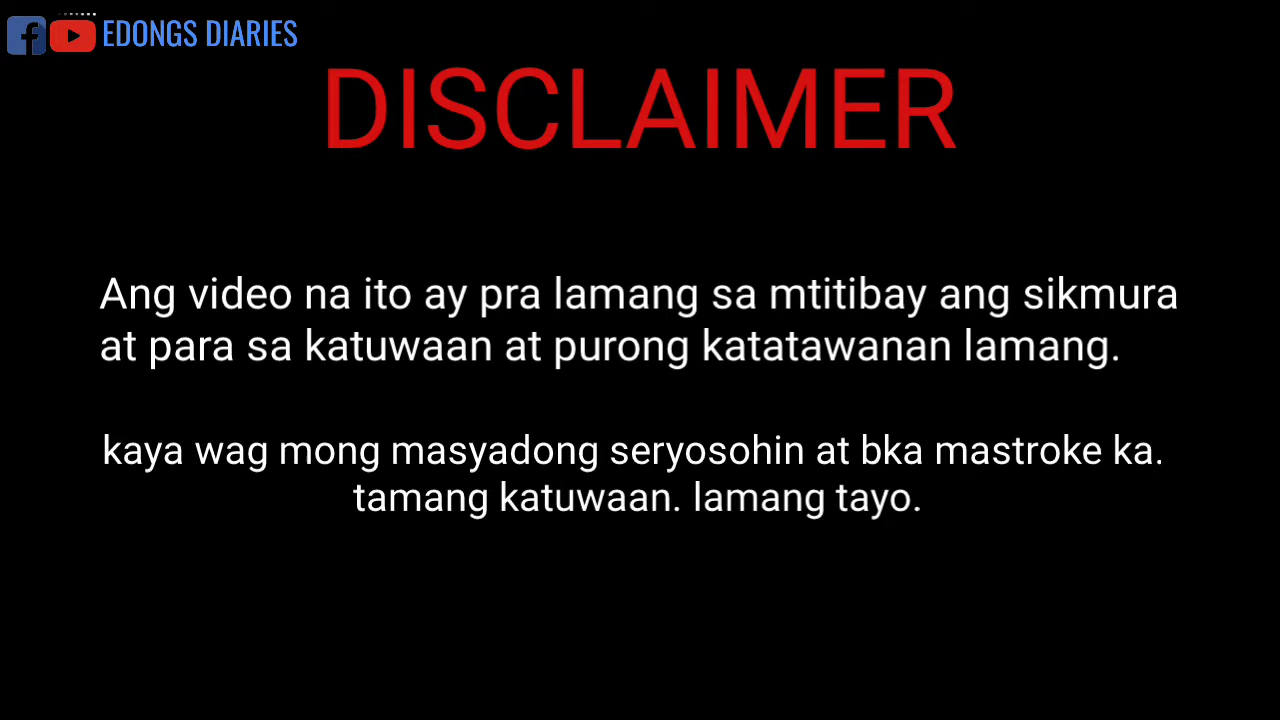 EDONGS DIARIES
DISCLAIMER
Ang video na ito ay pra lamang sa mtitibay ang sikmura
at para sa katuwaan at purong katatawanan lamang.
kaya wag mong masyadong seryosohin at bka mastroke ka.
tamang katuwaan. lamang tayo.